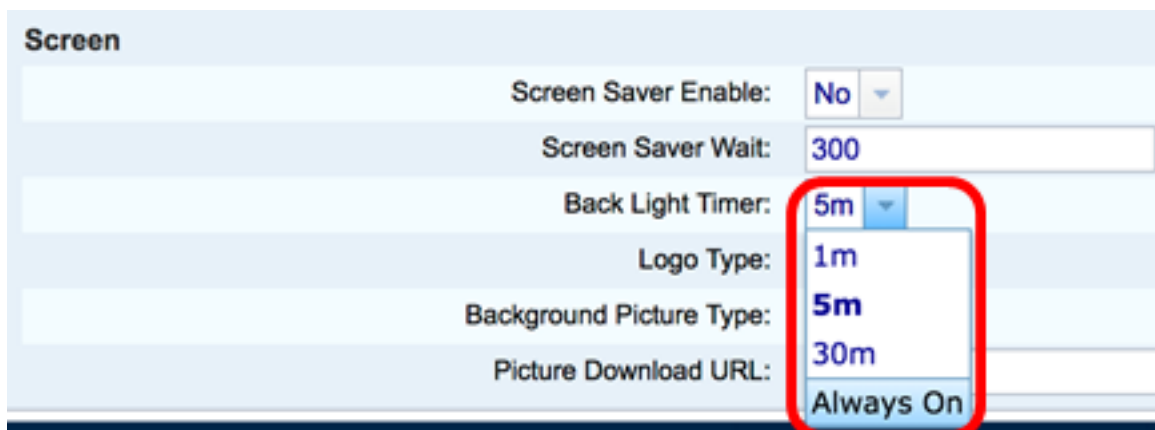 Screen
Screen Saver Enable: No
Screen Saver Wait: 300
Back Light Timer: 5m
Logo Type: 1m
5m
Background Picture Type:
30m
Picture Download URL:
Always On